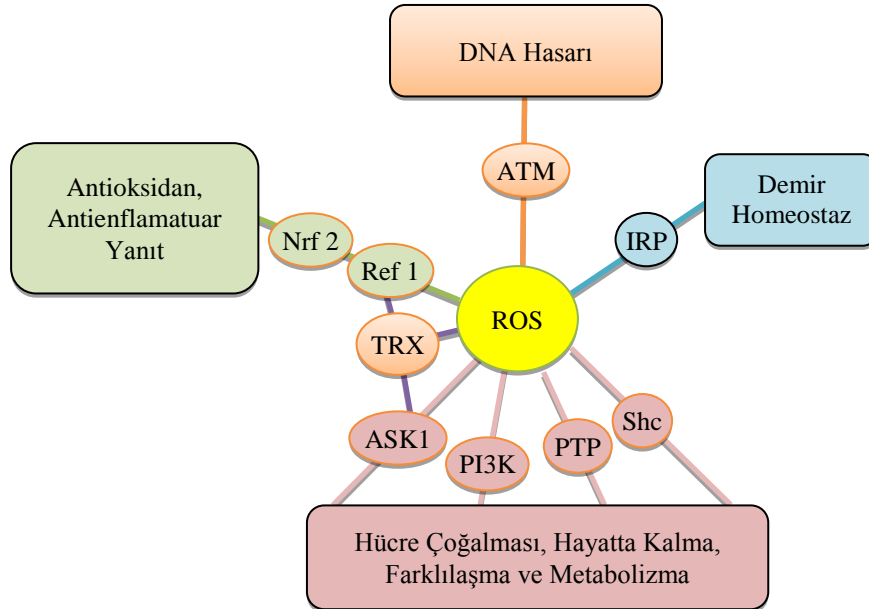 DNA Hasarı
ATM
Antioksidan,
Antienflamatuar
Yanıt
Nrf 2
Ref 1
IRP
Demir
Homeostaz
ROS
TRX
ASK1
PI3K
PTP
Shc
Hücre Çoğalması, Hayatta Kalma,
Farklılaşma ve Metabolizma